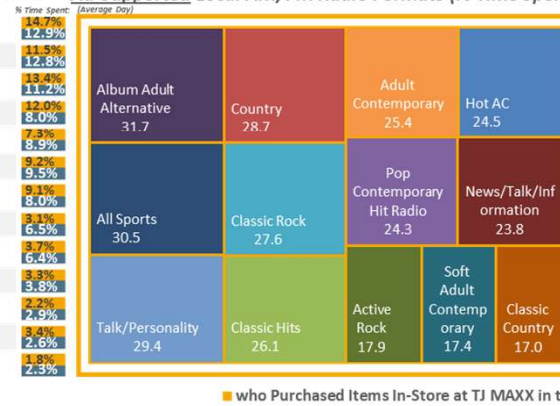 % Time Spent: (Average Day)
14.7%
12.9%
11.5%
12.8%
13.4%
11.2%
12.0%
8.0%
7.3%
8.9%
9.2%
9.5%
9.1%
8.0%
3.1%
6.5%
3.7%
6.4%
3.3%
3.8%
2.2%
2.9%
3.4%
2.6%
1.8%
2.3%
Album Adult
Alternative
31.7
Country
28.7
Adult
Contemporary
25.4
Hot AC
24.5
All Sports
30.5
Classic Rock
27.6
Pop
Contemporary
Hit Radio
24.3
News/Talk/Inf
ormation
23.8
Talk/Personality
29.4
Classic Hits
26.1
Active
Rock
17.9
Soft
Adult
Contemp
orary
17.4
Classic
Country
17.0
who Purchased Items In-Store at TJ MAXX in t